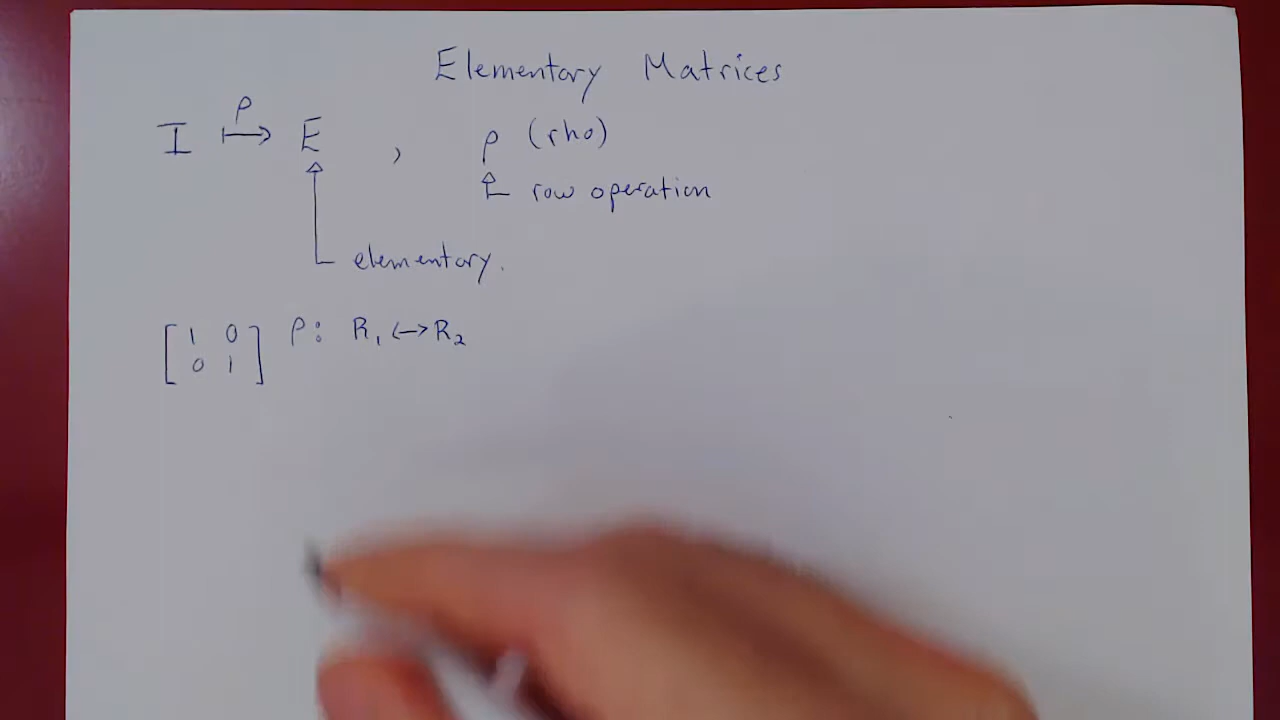 Elementary Matrices
I ρ↦ E , ρ (rho)
row operation
elementary.
[1 0 ρ: R₁ ↔ R₂
0 1]